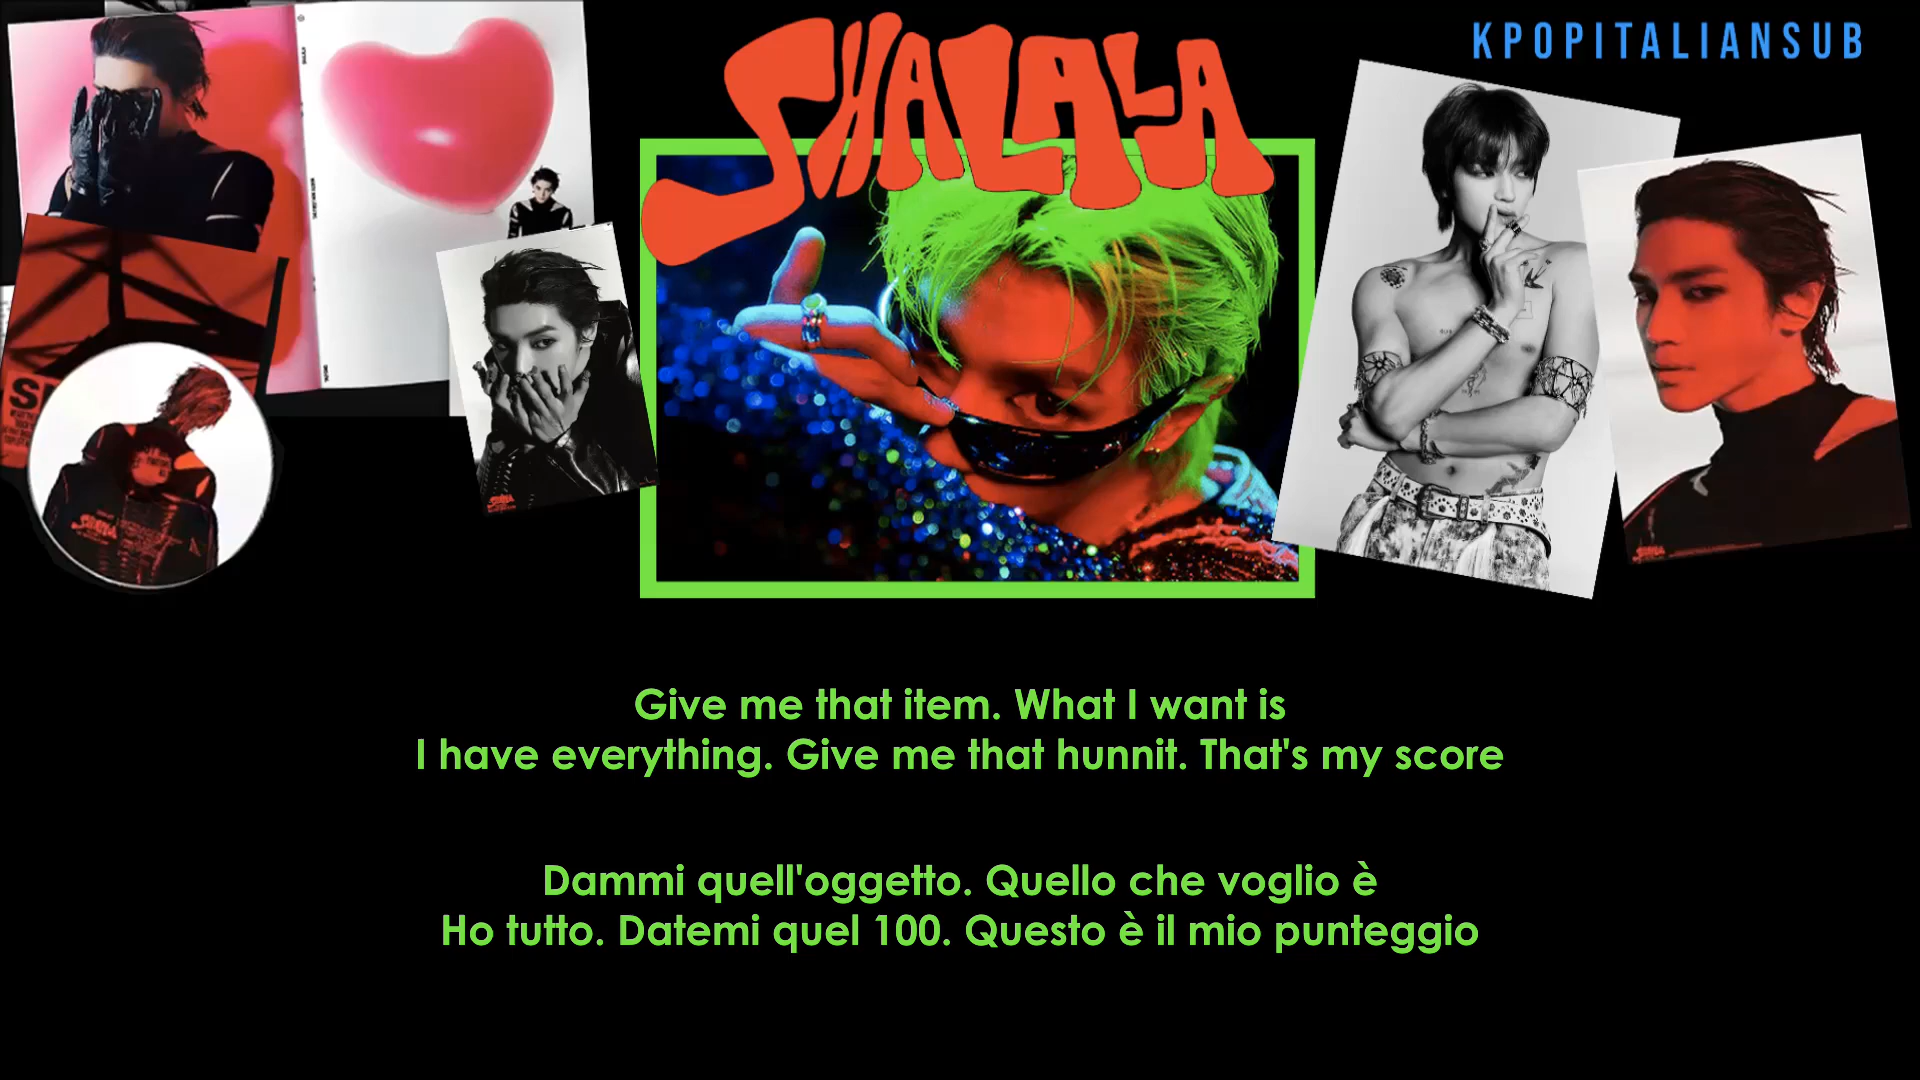 KPOPITALIANSUB
SHALALA
Give me that item. What I want is
I have everything. Give me that hunnit. That's my score
Dammi quell'oggetto. Quello che voglio è
Ho tutto. Datemi quel 100. Questo è il mio punteggio